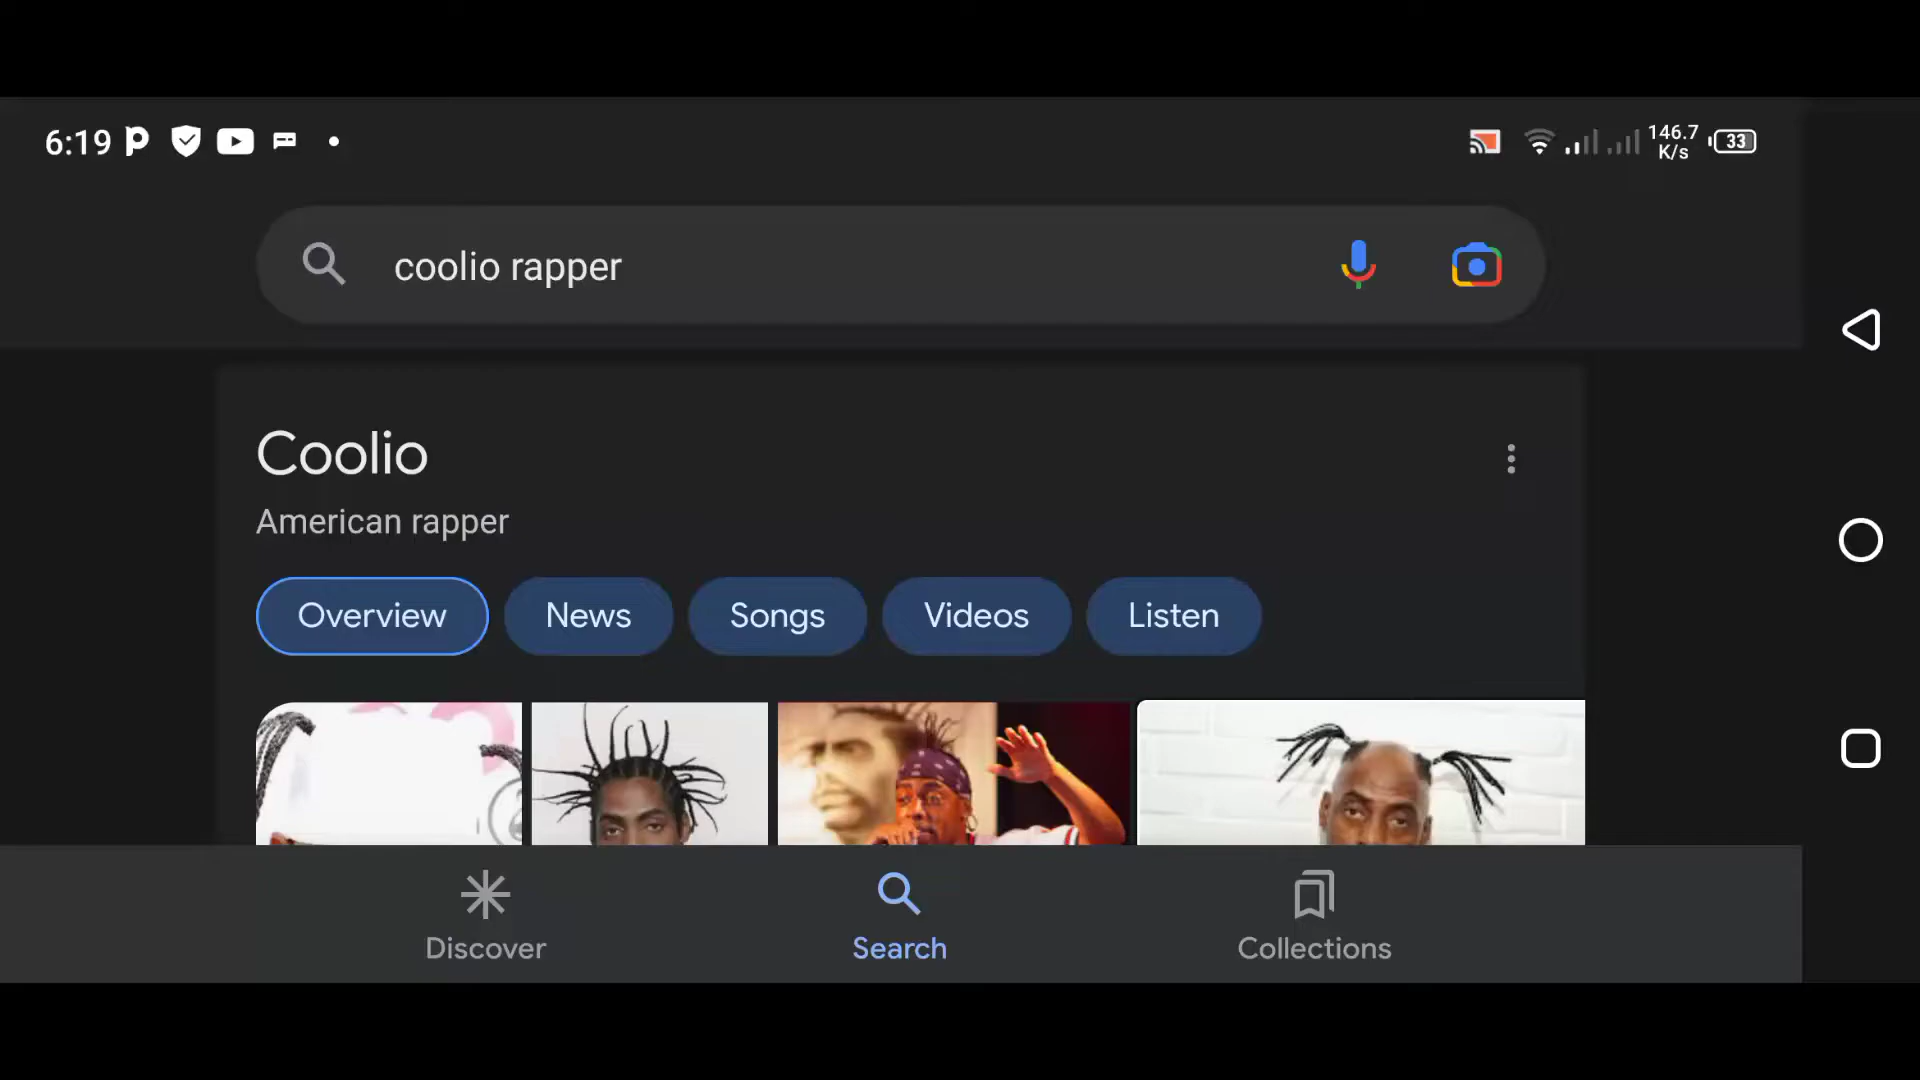 6:19
146.7
K/s
33
coolio rapper
Coolio
American rapper
Overview News Songs Videos Listen
Discover Search Collections